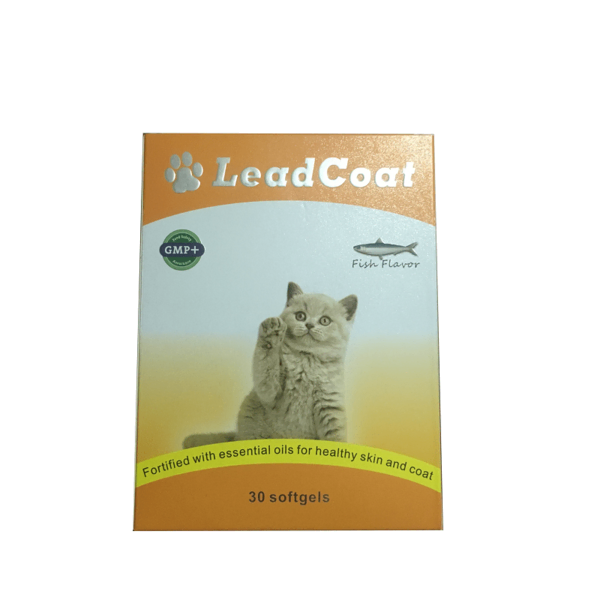 LeadCoat
GMP+
Fish Flavor
Fortified with essential oils for healthy skin and coat
30 softgels